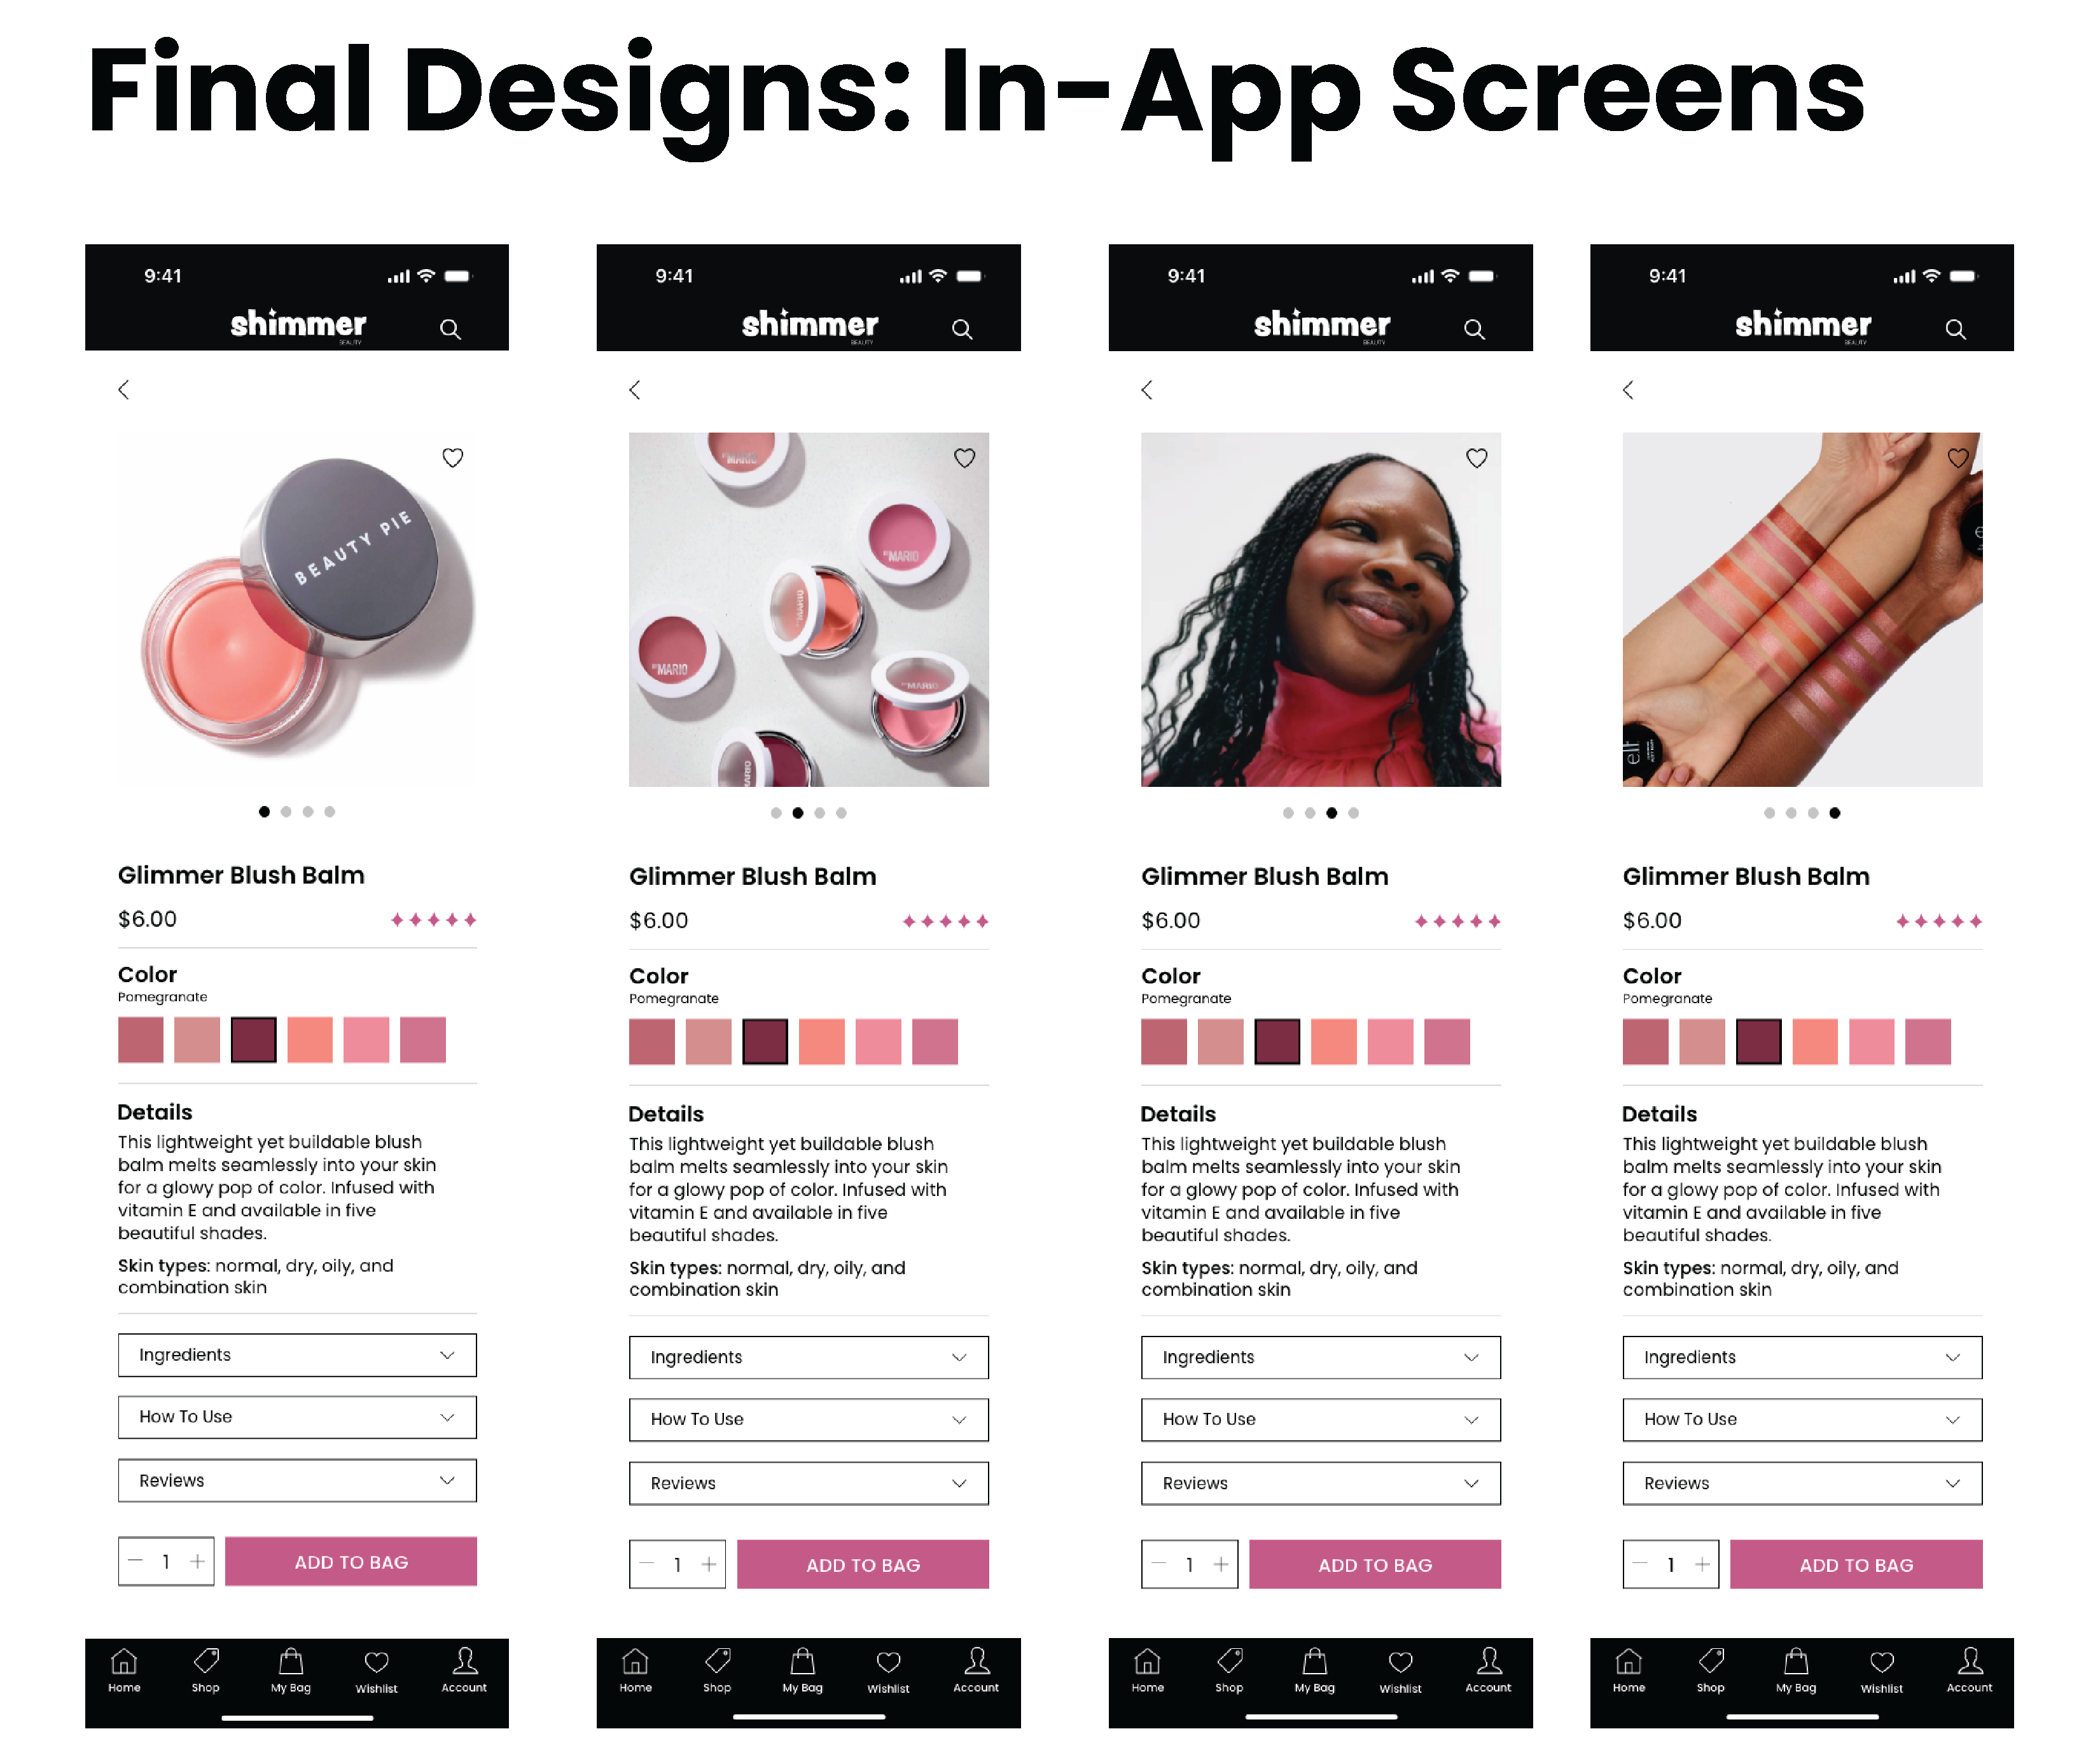 Final Designs: In-App Screens
9:41
shimmer
BEAUTY
BEAUTY PIE
Glimmer Blush Balm
$6.00
Color
Pomegranate
Details
This lightweight yet buildable blush
balm melts seamlessly into your skin
for a glowy pop of color. Infused with
vitamin E and available in five
beautiful shades.
Skin types: normal, dry, oily, and
combination skin
Ingredients
How To Use
Reviews
1
ADD TO BAG
Home
Shop
My Bag
Wishlist
Account
9:41
shimmer
BEAUTY
BY MARIO
BY MARIO
BY MARIO
MARIO
BY MARIO
MARIO
Glimmer Blush Balm
$6.00
Color
Pomegranate
Details
This lightweight yet buildable blush
balm melts seamlessly into your skin
for a glowy pop of color. Infused with
vitamin E and available in five
beautiful shades.
Skin types: normal, dry, oily, and
combination skin
Ingredients
How To Use
Reviews
1
ADD TO BAG
Home
Shop
My Bag
Wishlist
Account
9:41
shimmer
BEAUTY
Glimmer Blush Balm
$6.00
Color
Pomegranate
Details
This lightweight yet buildable blush
balm melts seamlessly into your skin
for a glowy pop of color. Infused with
vitamin E and available in five
beautiful shades.
Skin types: normal, dry, oily, and
combination skin
Ingredients
How To Use
Reviews
1
ADD TO BAG
Home
Shop
My Bag
Wishlist
Account
9:41
shimmer
BEAUTY
elf
Glimmer Blush Balm
$6.00
Color
Pomegranate
Details
This lightweight yet buildable blush
balm melts seamlessly into your skin
for a glowy pop of color. Infused with
vitamin E and available in five
beautiful shades.
Skin types: normal, dry, oily, and
combination skin
Ingredients
How To Use
Reviews
1
ADD TO BAG
Home
Shop
My Bag
Wishlist
Account